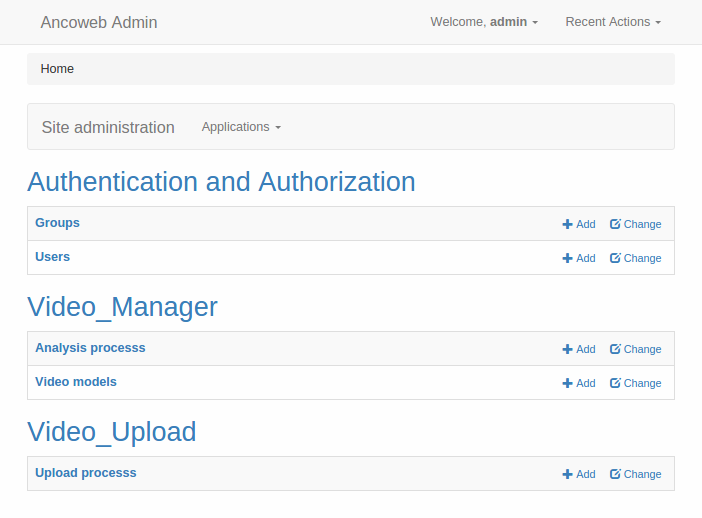 Ancoweb Admin Welcome, admin Recent Actions
Home
Site administration Applications
Authentication and Authorization
Groups Add Change
Users Add Change
Video_Manager
Analysis processs Add Change
Video models Add Change
Video_Upload
Upload processs Add Change